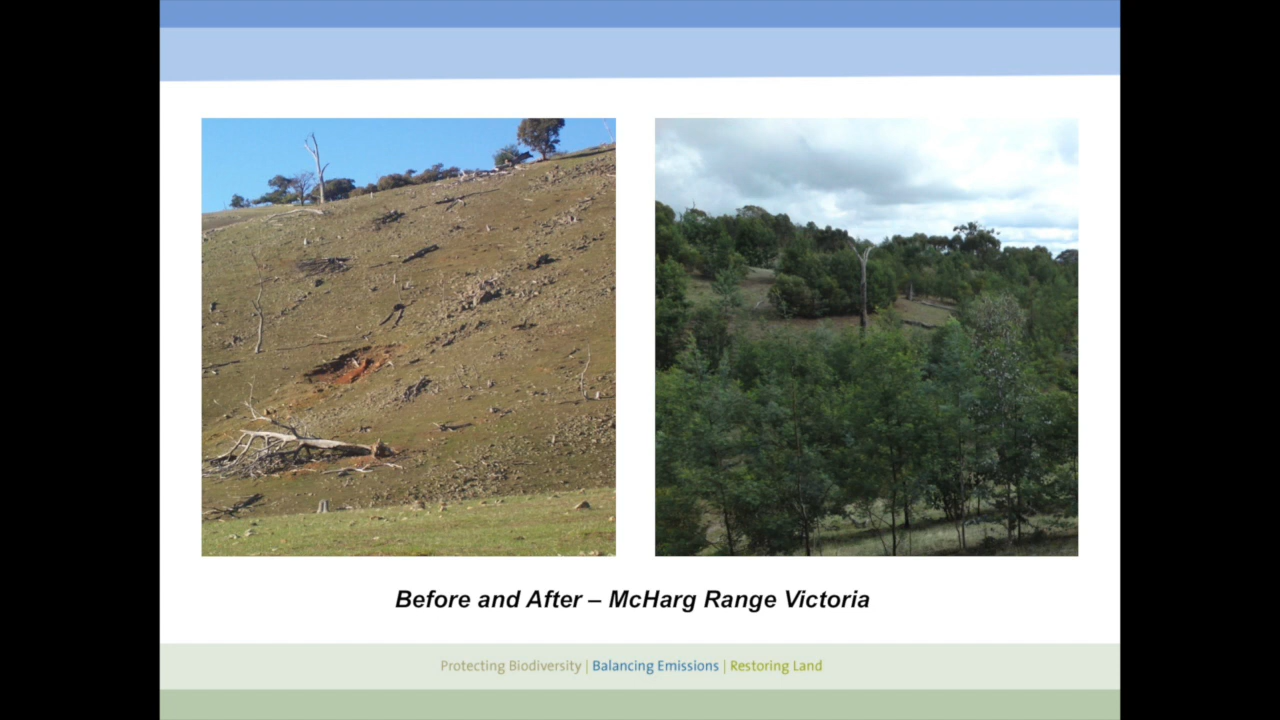 Before and After – McHarg Range Victoria
Protecting Biodiversity | Balancing Emissions | Restoring Land